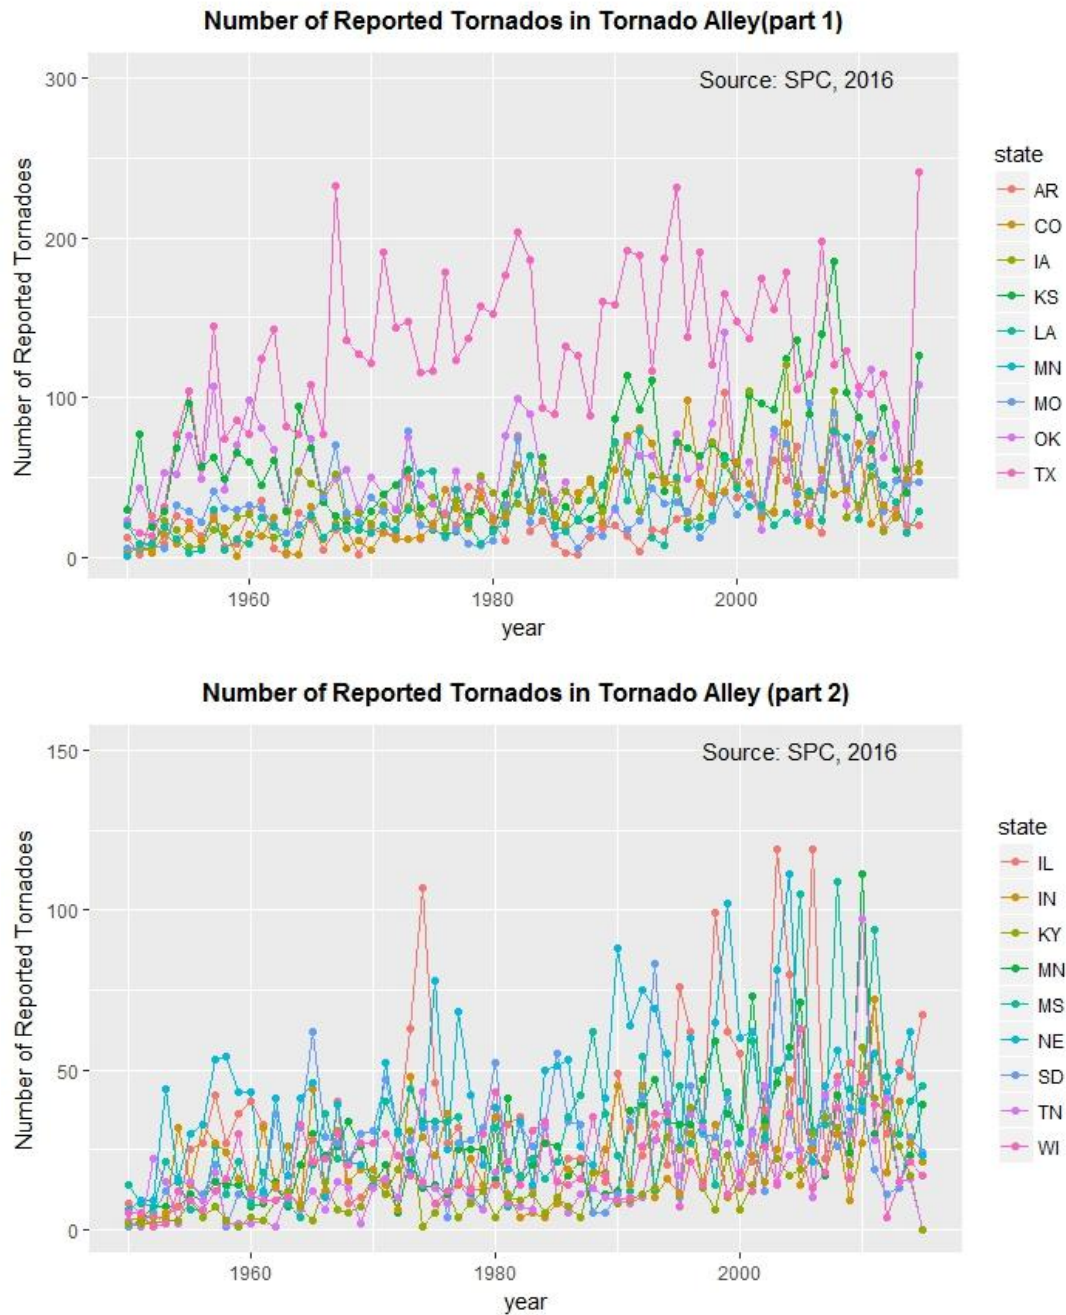 Number of Reported Tornados in Tornado Alley(part 1)
Source: SPC, 2016
300
200
100
0
Number of Reported Tornadoes
1960
1980
2000
year
state
AR
CO
IA
KS
LA
MN
MO
OK
TX
Number of Reported Tornados in Tornado Alley (part 2)
Source: SPC, 2016
150
100
50
0
Number of Reported Tornadoes
1960
1980
2000
year
state
IL
IN
KY
MN
MS
NE
SD
TN
WI